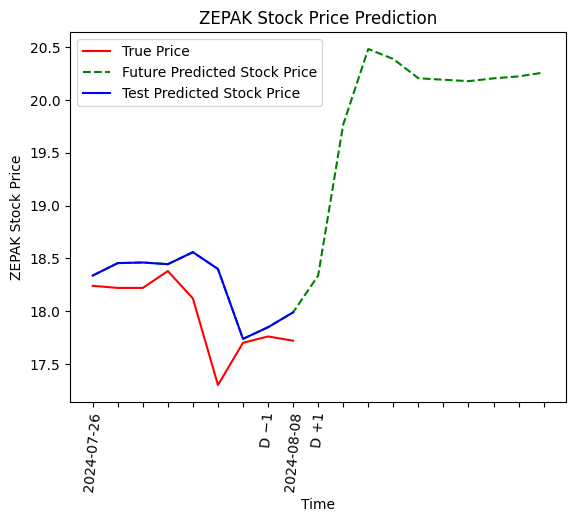 ZEPAK Stock Price Prediction
True Price
Future Predicted Stock Price
Test Predicted Stock Price
ZEPAK Stock Price
20.5
20.0
19.5
19.0
18.5
18.0
17.5
2024-07-26
D −1
2024-08-08
D +1
Time